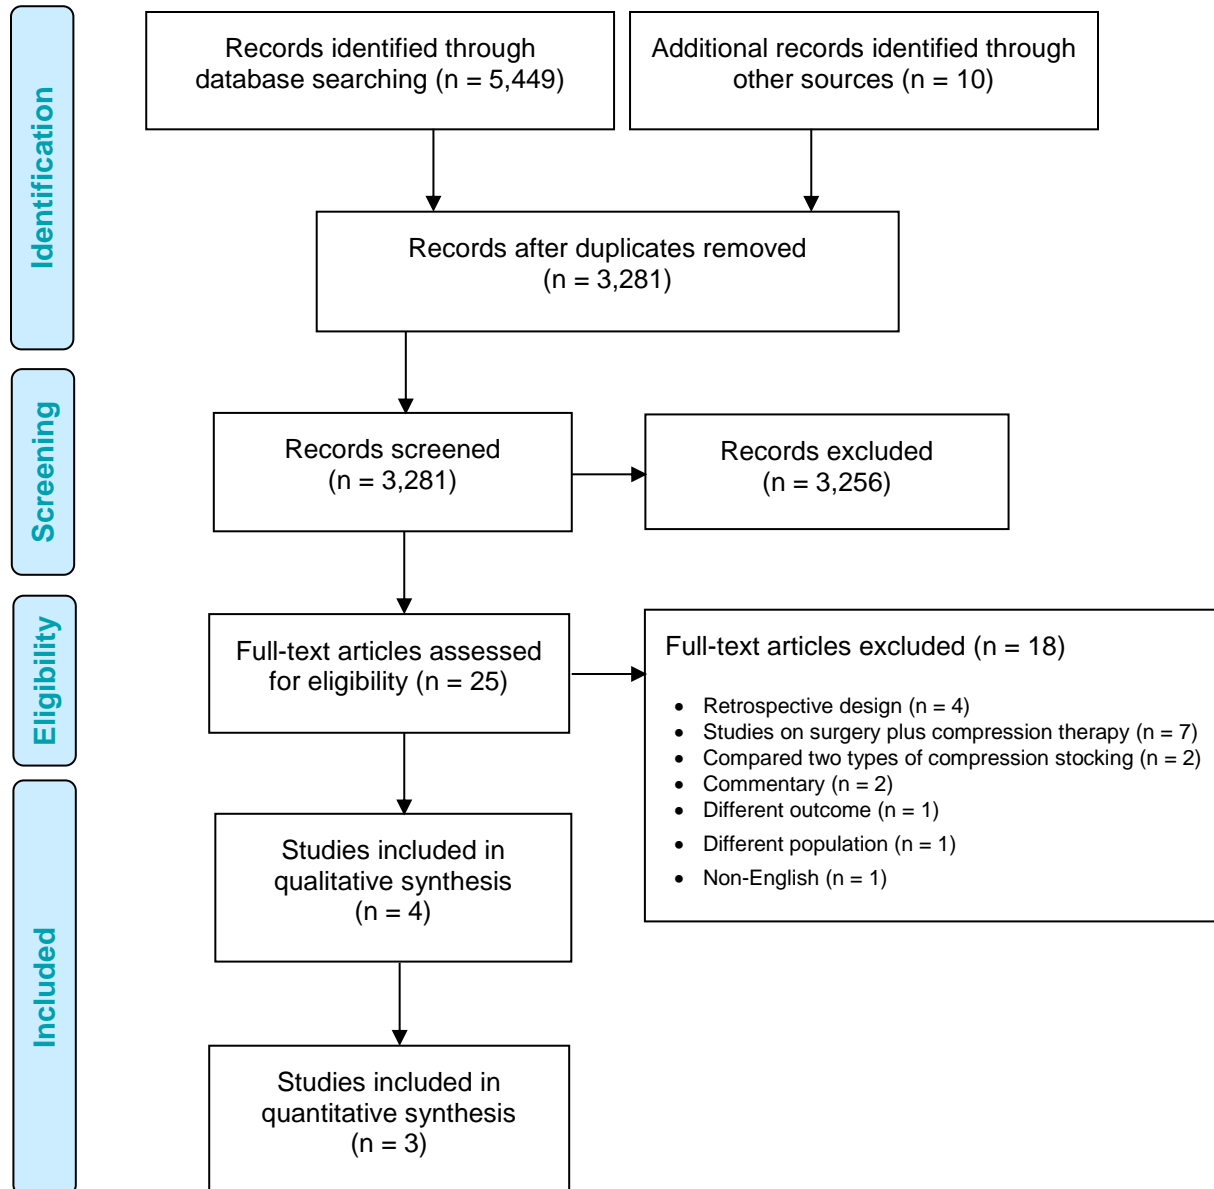 Identification
Records identified through
database searching (n = 5,449)
Additional records identified through
other sources (n = 10)
Records after duplicates removed
(n = 3,281)
Screening
Records screened
(n = 3,281)
Records excluded
(n = 3,256)
Eligibility
Full-text articles assessed
for eligibility (n = 25)
Full-text articles excluded (n = 18)
• Retrospective design (n = 4)
• Studies on surgery plus compression therapy (n = 7)
• Compared two types of compression stocking (n = 2)
• Commentary (n = 2)
• Different outcome (n = 1)
• Different population (n = 1)
• Non-English (n = 1)
Included
Studies included in
qualitative synthesis
(n = 4)
Studies included in
quantitative synthesis
(n = 3)